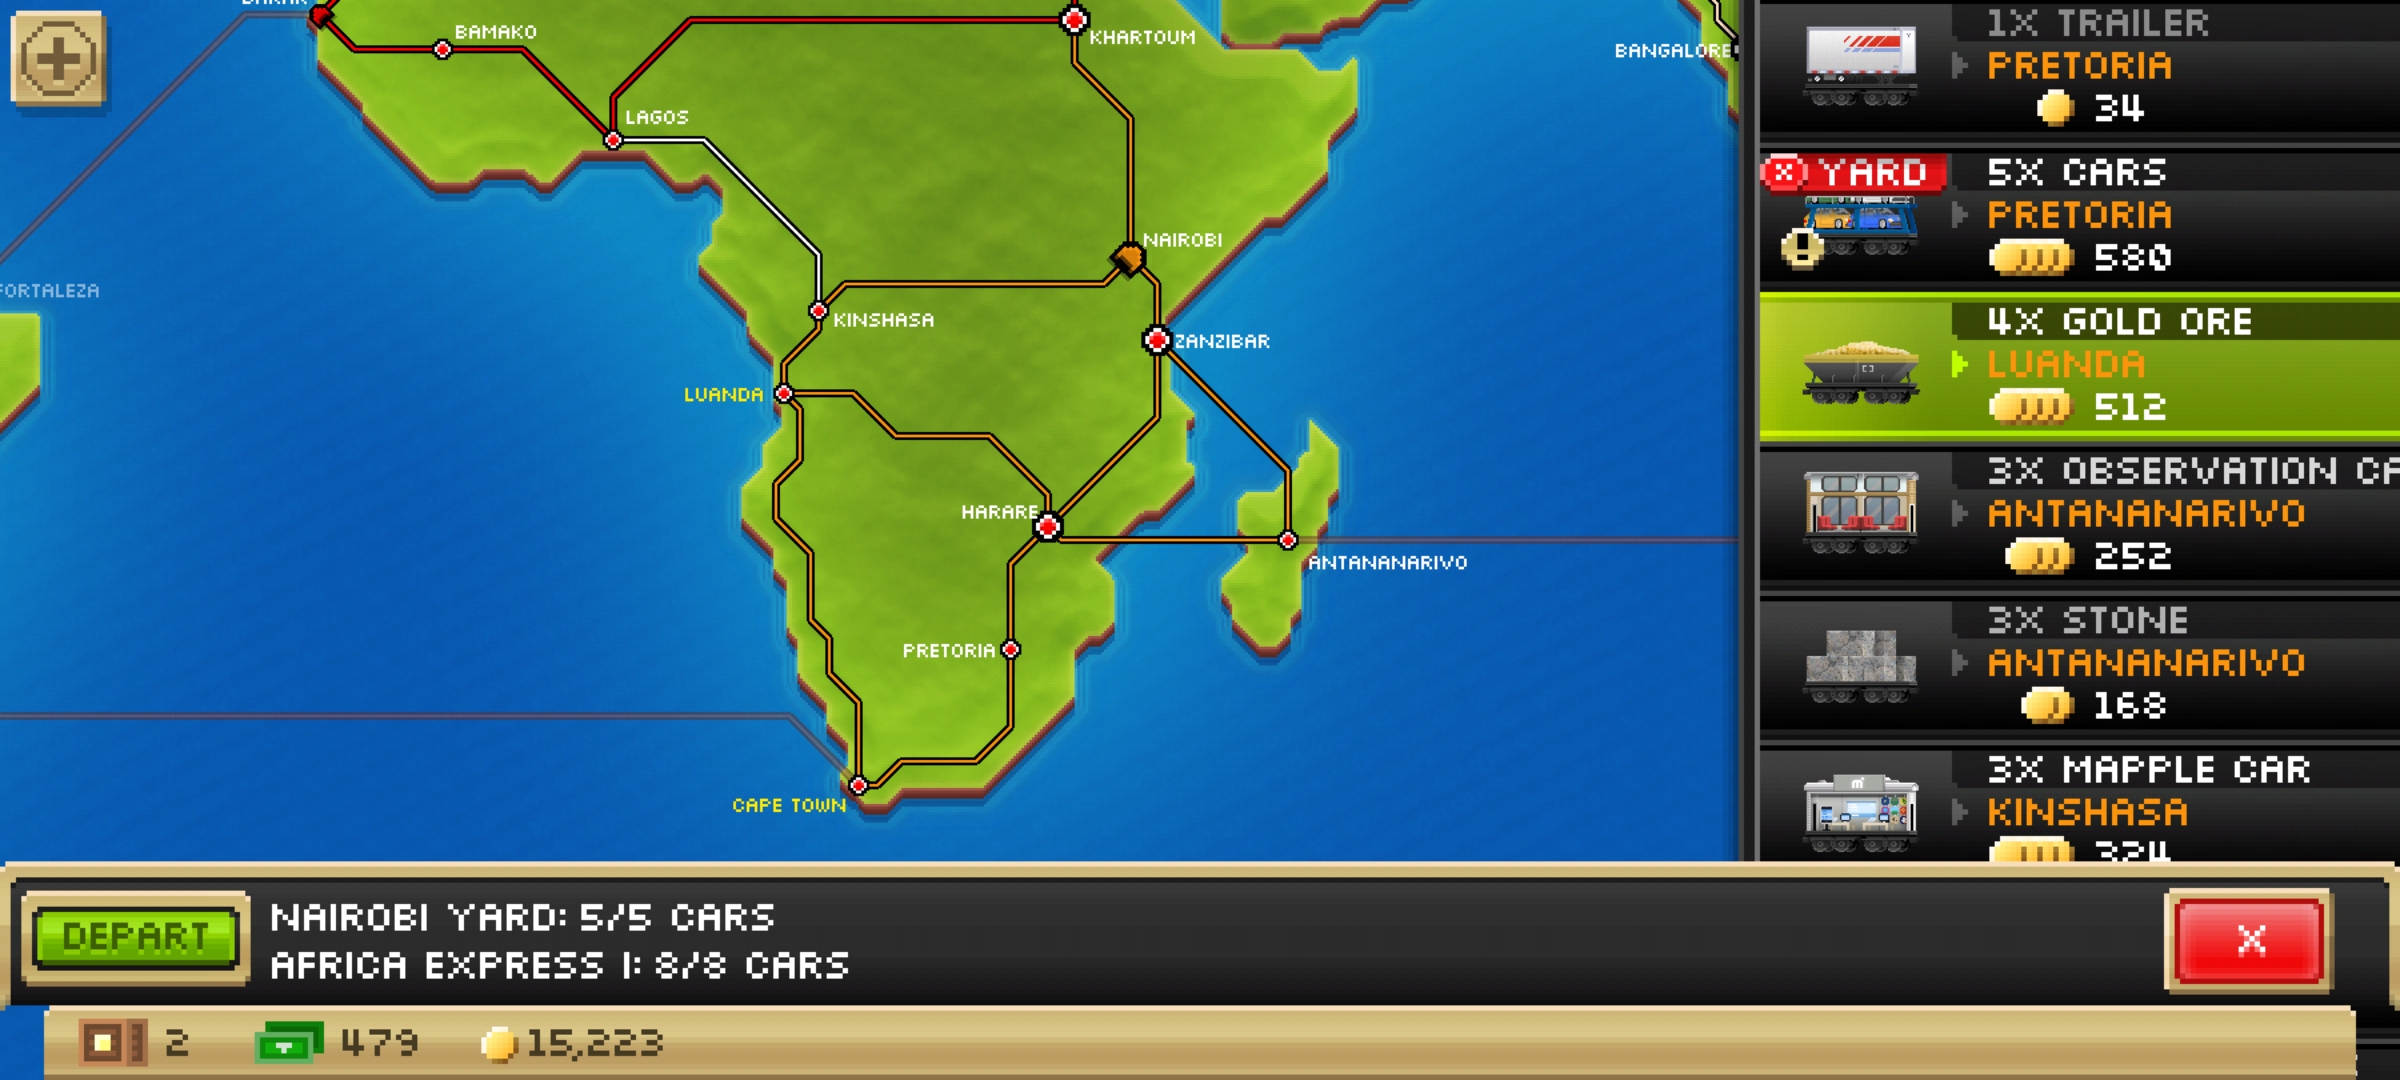 BAMAKO
KHARTOUM
BANGALORE
LAGOS
NAIROBI
FORTALEZA
KINSHASA
ZANZIBAR
LUANDA
HARARE
ANTANANARIVO
PRETORIA
CAPE TOWN
1X TRAILER
PRETORIA
34
YARD
5X CARS
PRETORIA
580
4X GOLD ORE
LUANDA
512
3X OBSERVATION CA
ANTANANARIVO
252
3X STONE
ANTANANARIVO
168
3X MAPPLE CAR
KINSHASA
324
DEPART
NAIROBI YARD: 5/5 CARS
AFRICA EXPRESS I: 8/8 CARS
X
2
479
15,223